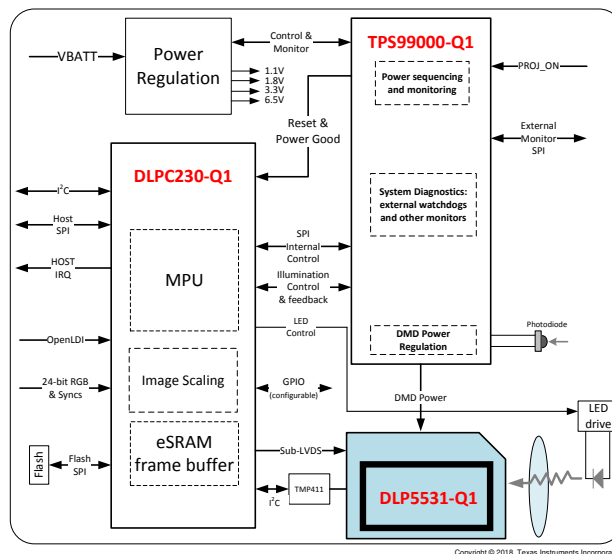 VBATT
Power
Regulation
1.1V
1.8V
3.3V
6.5V
Control &
Monitor
TPS99000-Q1
Power sequencing
and monitoring
PROJ_ON
Reset &
Power Good
External
Monitor
SPI
DLPC230-Q1
System Diagnostics:
external watchdogs
and other monitors
I²C
Host
SPI
HOST
IRQ
MPU
SPI
Internal
Control
Illumination
Control
& feedback
LED
Control
DMD Power
Regulation
Photodiode
OpenLDI
24-bit RGB
& Syncs
Image Scaling
GPIO
(configurable)
DMD Power
LED
drive
Flash
Flash
SPI
eSRAM
frame buffer
Sub-LVDS
I²C
TMP411
DLP5531-Q1
Copyright © 2018, Texas Instruments